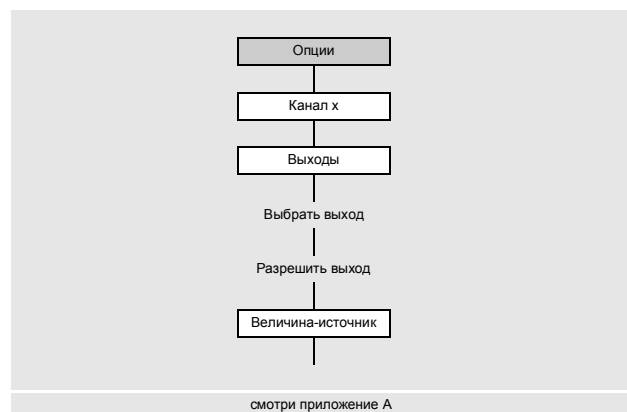 Опции
Канал x
Выходы
Выбрать выход
Разрешить выход
Величина-источник
смотри приложение А